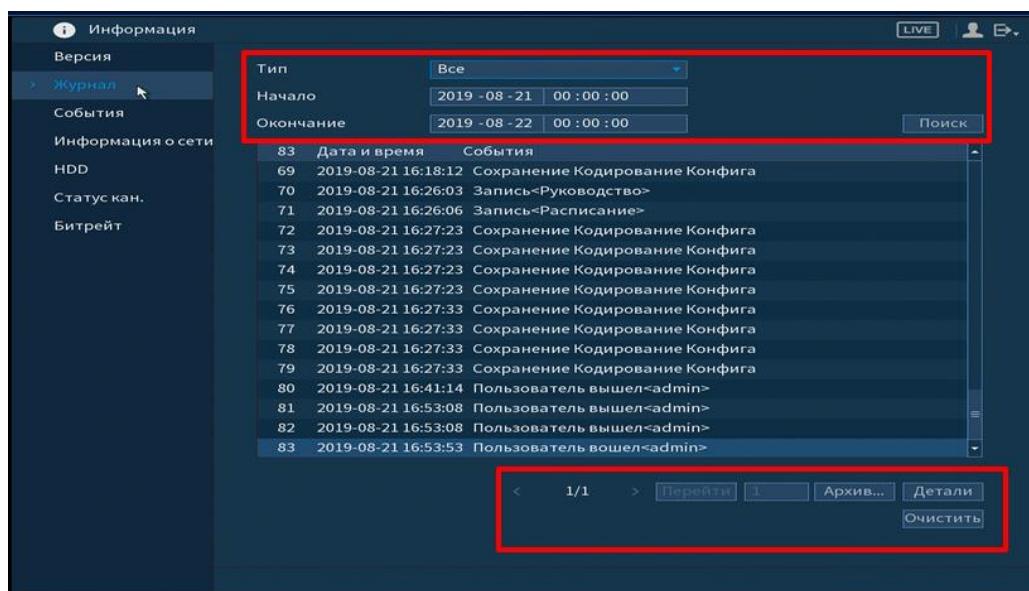 Информация LIVE
Версия
Журнал
События
Информация о сети
HDD
Статус кан.
Битрейт
Тип Все
Начало 2019 -08 -21 00 :00 :00
Окончание 2019 -08 -22 00 :00 :00 Поиск
83 Дата и время События
69 2019-08-21 16:18:12 Сохранение Кодирование Конфига
70 2019-08-21 16:26:03 Запись<Руководство>
71 2019-08-21 16:26:06 Запись<Расписание>
72 2019-08-21 16:27:23 Сохранение Кодирование Конфига
73 2019-08-21 16:27:23 Сохранение Кодирование Конфига
74 2019-08-21 16:27:23 Сохранение Кодирование Конфига
75 2019-08-21 16:27:23 Сохранение Кодирование Конфига
76 2019-08-21 16:27:33 Сохранение Кодирование Конфига
77 2019-08-21 16:27:33 Сохранение Кодирование Конфига
78 2019-08-21 16:27:33 Сохранение Кодирование Конфига
79 2019-08-21 16:27:33 Сохранение Кодирование Конфига
80 2019-08-21 16:41:14 Пользователь вышел<admin>
81 2019-08-21 16:53:08 Пользователь вышел<admin>
82 2019-08-21 16:53:08 Пользователь вышел<admin>
83 2019-08-21 16:53:53 Пользователь вошел<admin>
< 1/1 > Перейти 1 Архив... Детали
Очистить